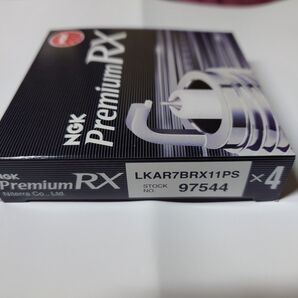 NGK
Premium RX
NGK
Premium RX
Niterra Co., Ltd.
LKAR7BRX11PS
STOCK NO. 97544
×4